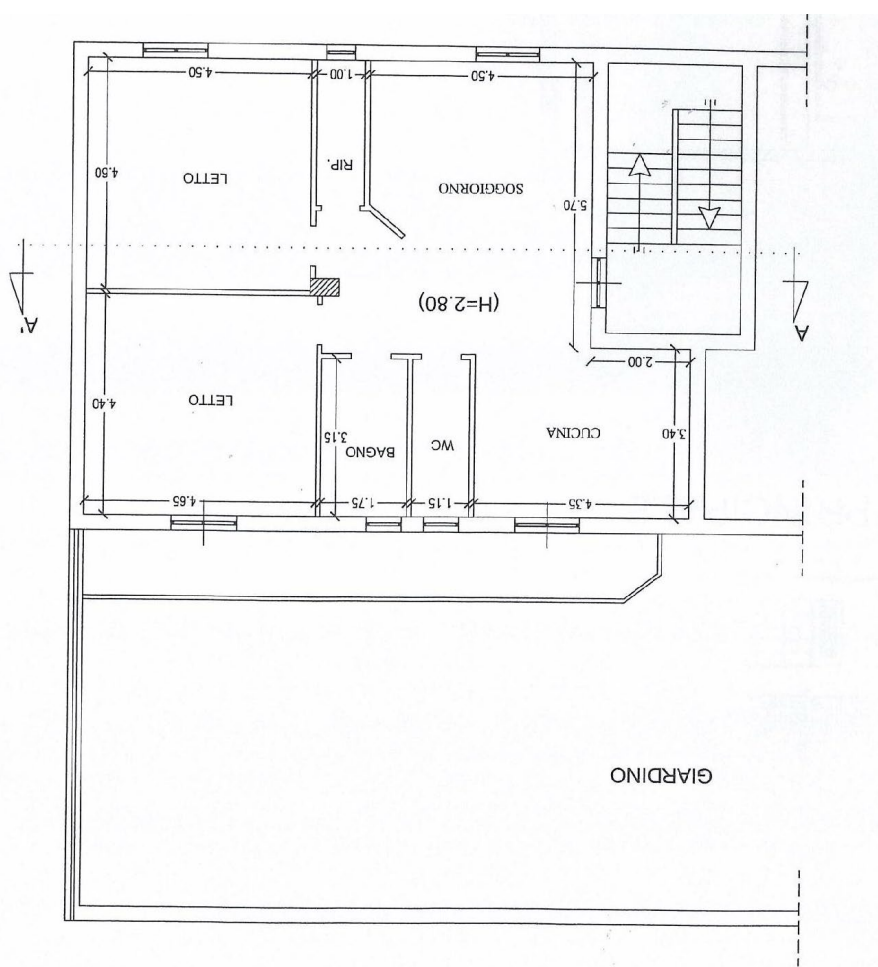 GIARDINO
4.35
1.15
1.75
4.65
CUCINA
3.40
WC
BAGNO
3.15
LETTO
4.40
2.00
A
A'
(H=2.80)
5.70
SOGGIORNO
RIP.
LETTO
4.60
4.50
1.00
4.50